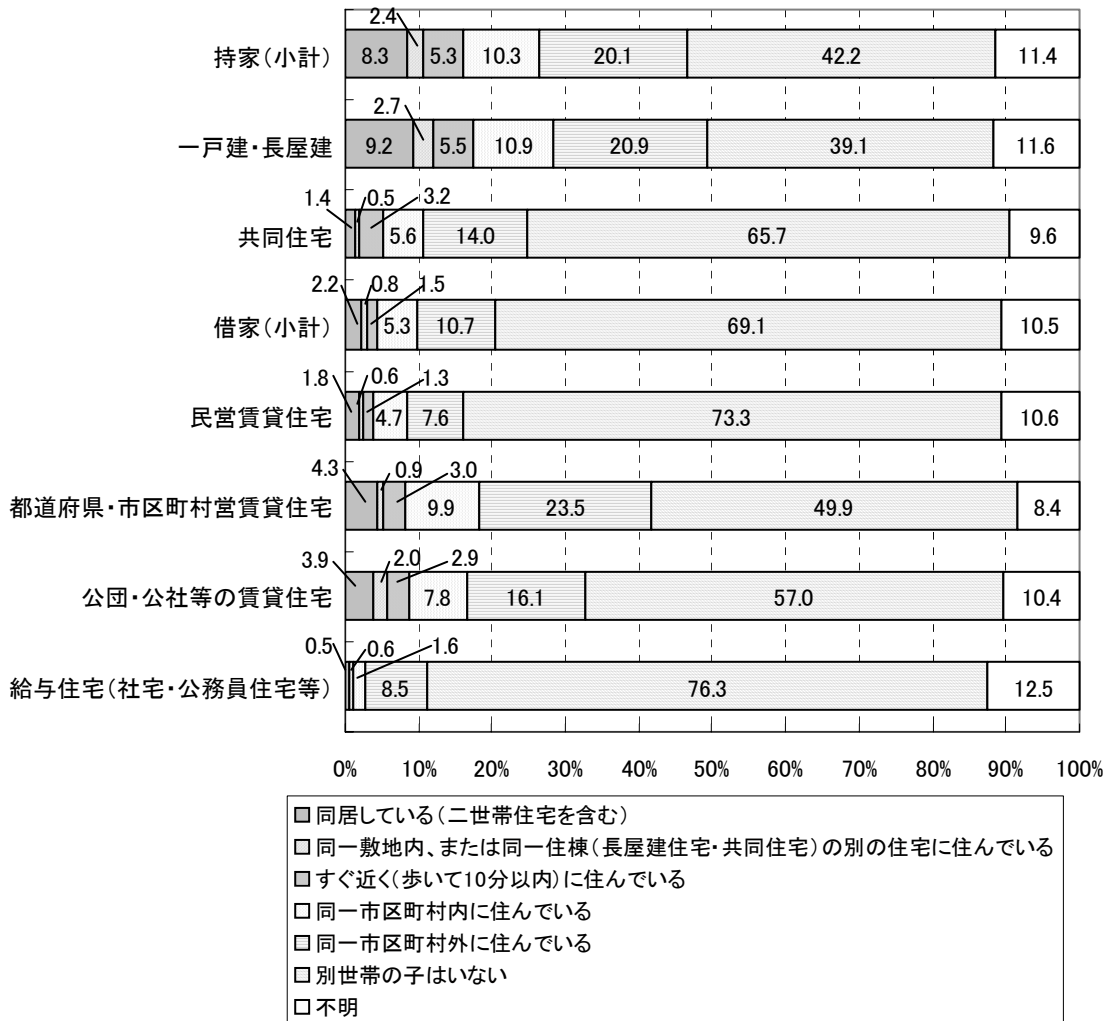 2.4
持家(小計) 8.3 5.3 10.3 20.1 42.2 11.4
2.7
一戸建・長屋建 9.2 5.5 10.9 20.9 39.1 11.6
1.4 0.5 3.2
共同住宅 5.6 14.0 65.7 9.6
2.2 0.8 1.5
借家(小計) 5.3 10.7 69.1 10.5
1.8 0.6 1.3
民営賃貸住宅 4.7 7.6 73.3 10.6
4.3 0.9 3.0
都道府県・市区町村営賃貸住宅 9.9 23.5 49.9 8.4
3.9 2.0 2.9
公団・公社等の賃貸住宅 7.8 16.1 57.0 10.4
0.5 0.6 1.6
給与住宅(社宅・公務員住宅等) 8.5 76.3 12.5
0% 10% 20% 30% 40% 50% 60% 70% 80% 90% 100%
同居している(二世帯住宅を含む)
同一敷地内、または同一住棟(長屋建住宅・共同住宅)の別の住宅に住んでいる
すぐ近く(歩いて10分以内)に住んでいる
同一市区町村内に住んでいる
同一市区町村外に住んでいる
別世帯の子はいない
不明